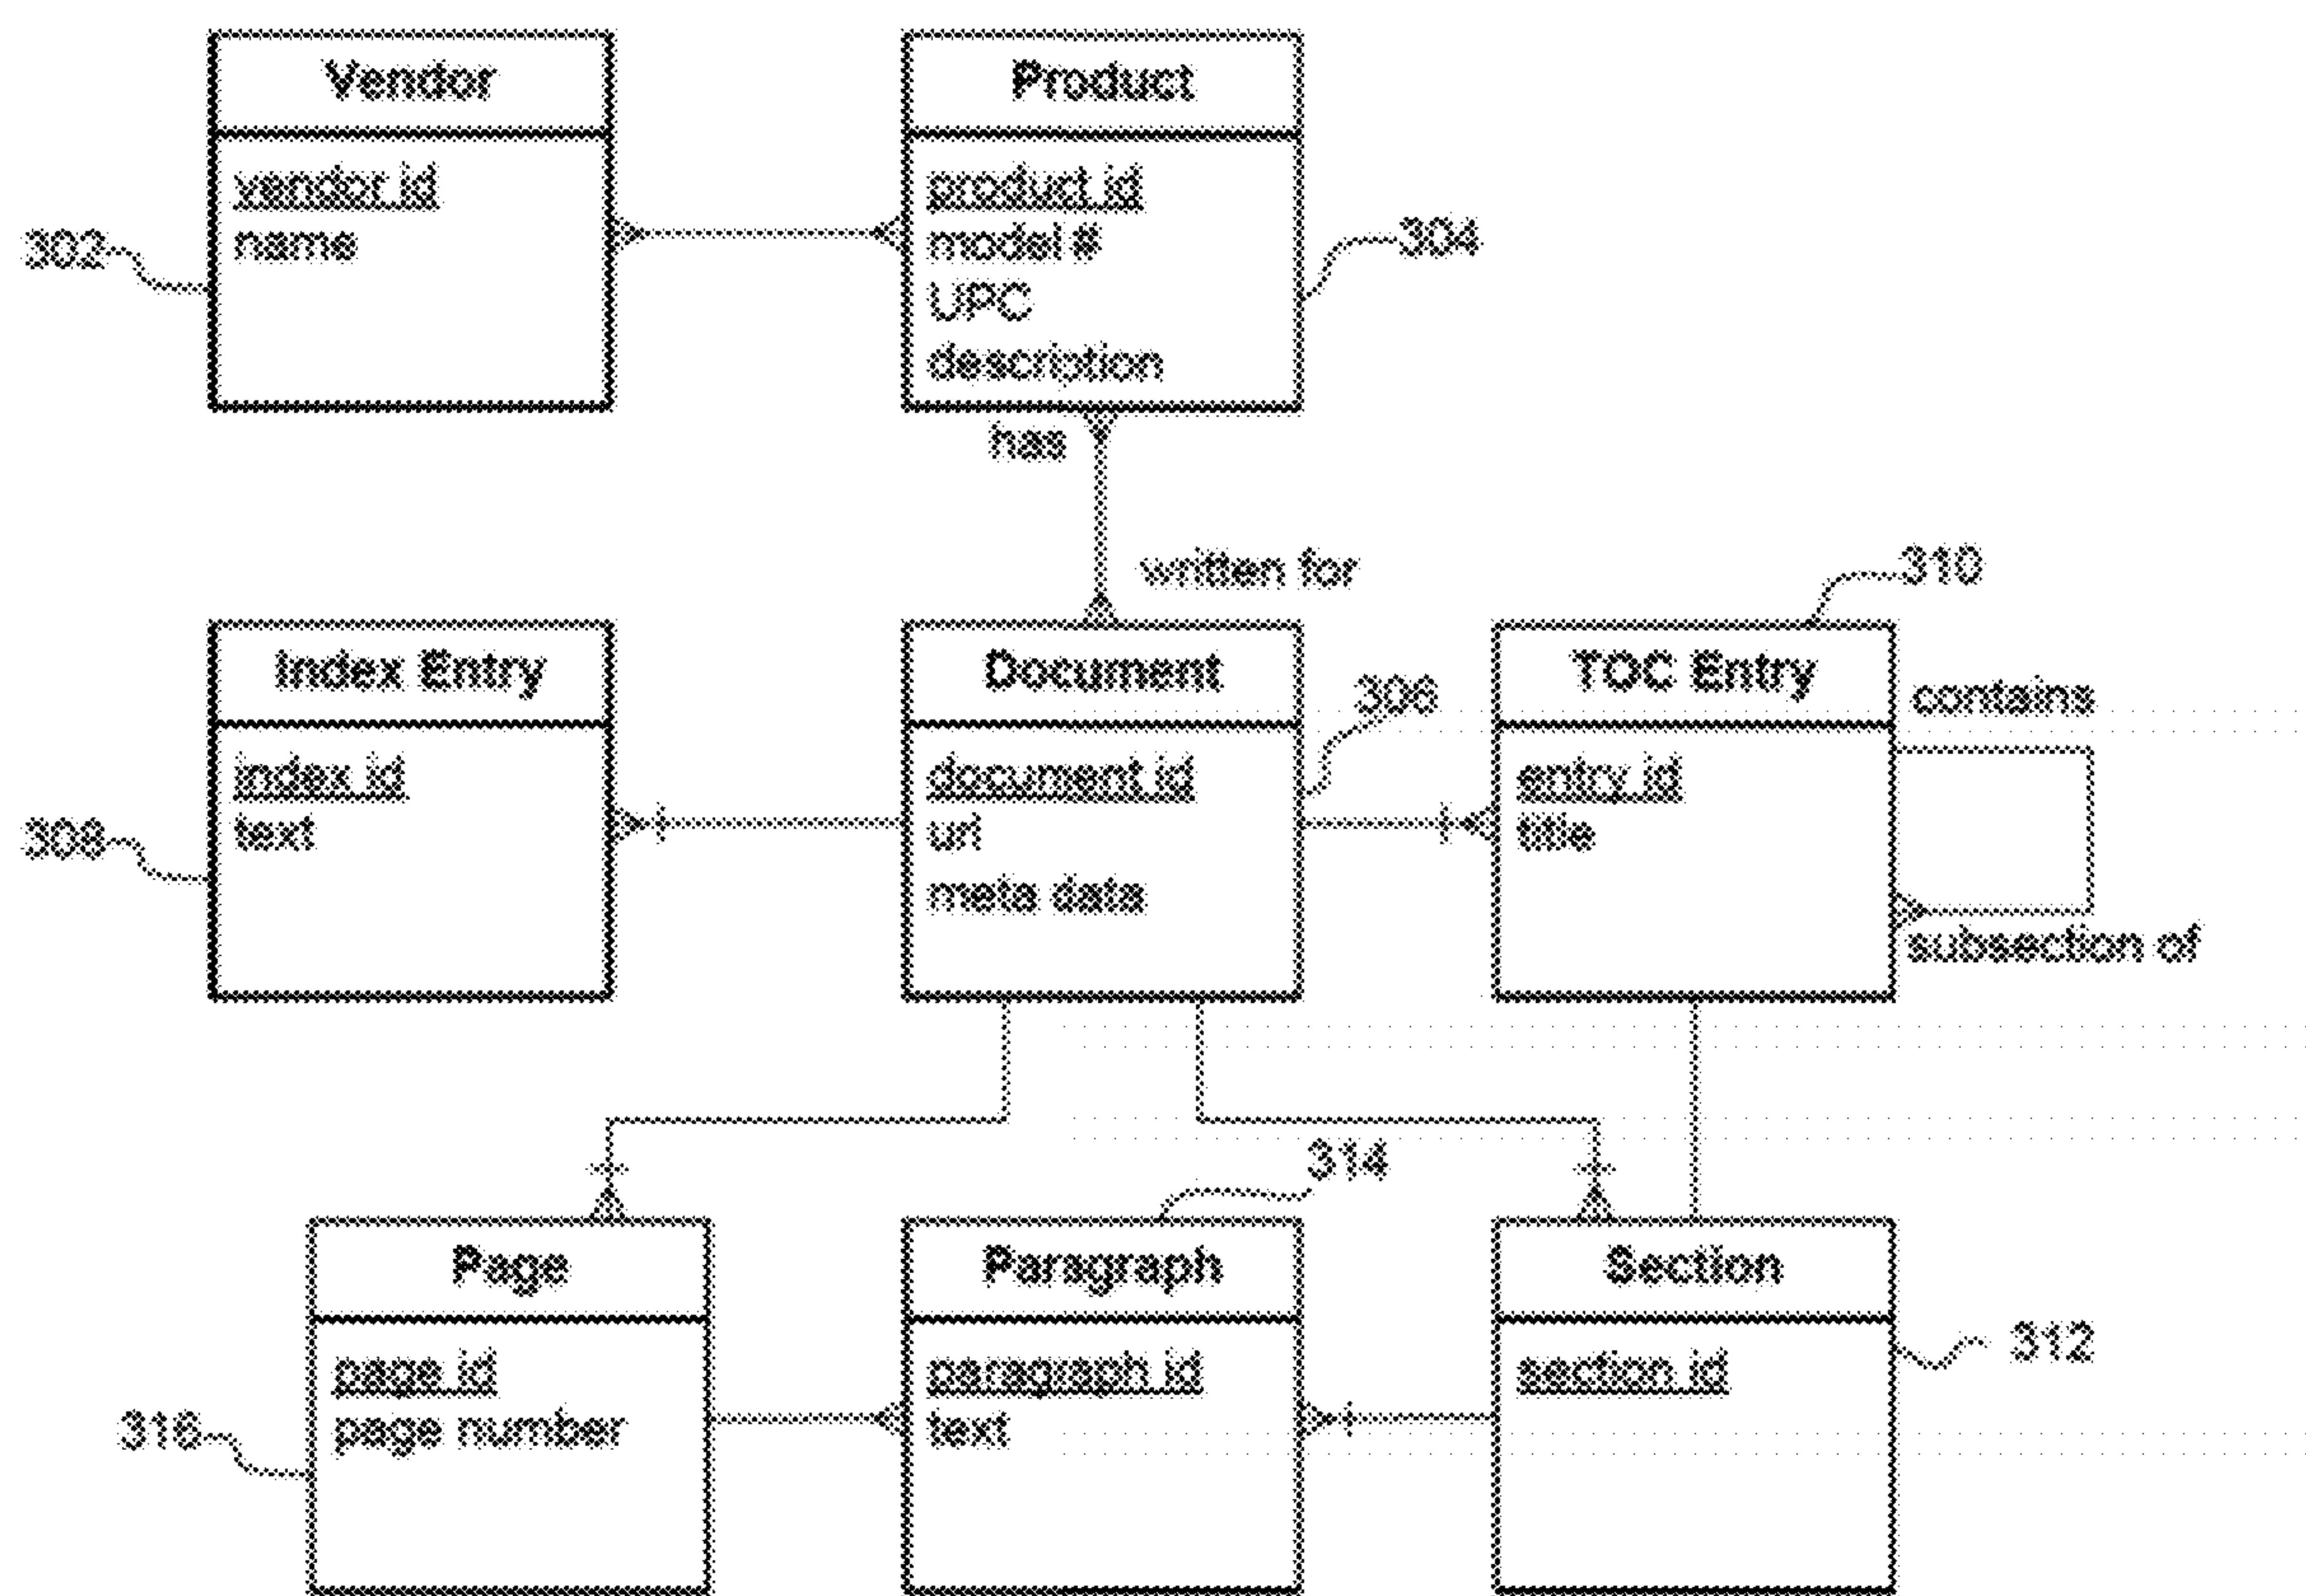 Vendor
vendor id
name
302
Product
product id
model #
UPC
description
304
has
written for
Index Entry
index id
text
308
Document
document id
url
meta data
306
TOC Entry
entry id
title
310
contains
subsection of
Page
page id
page number
316
Paragraph
paragraph id
text
314
Section
section id
312